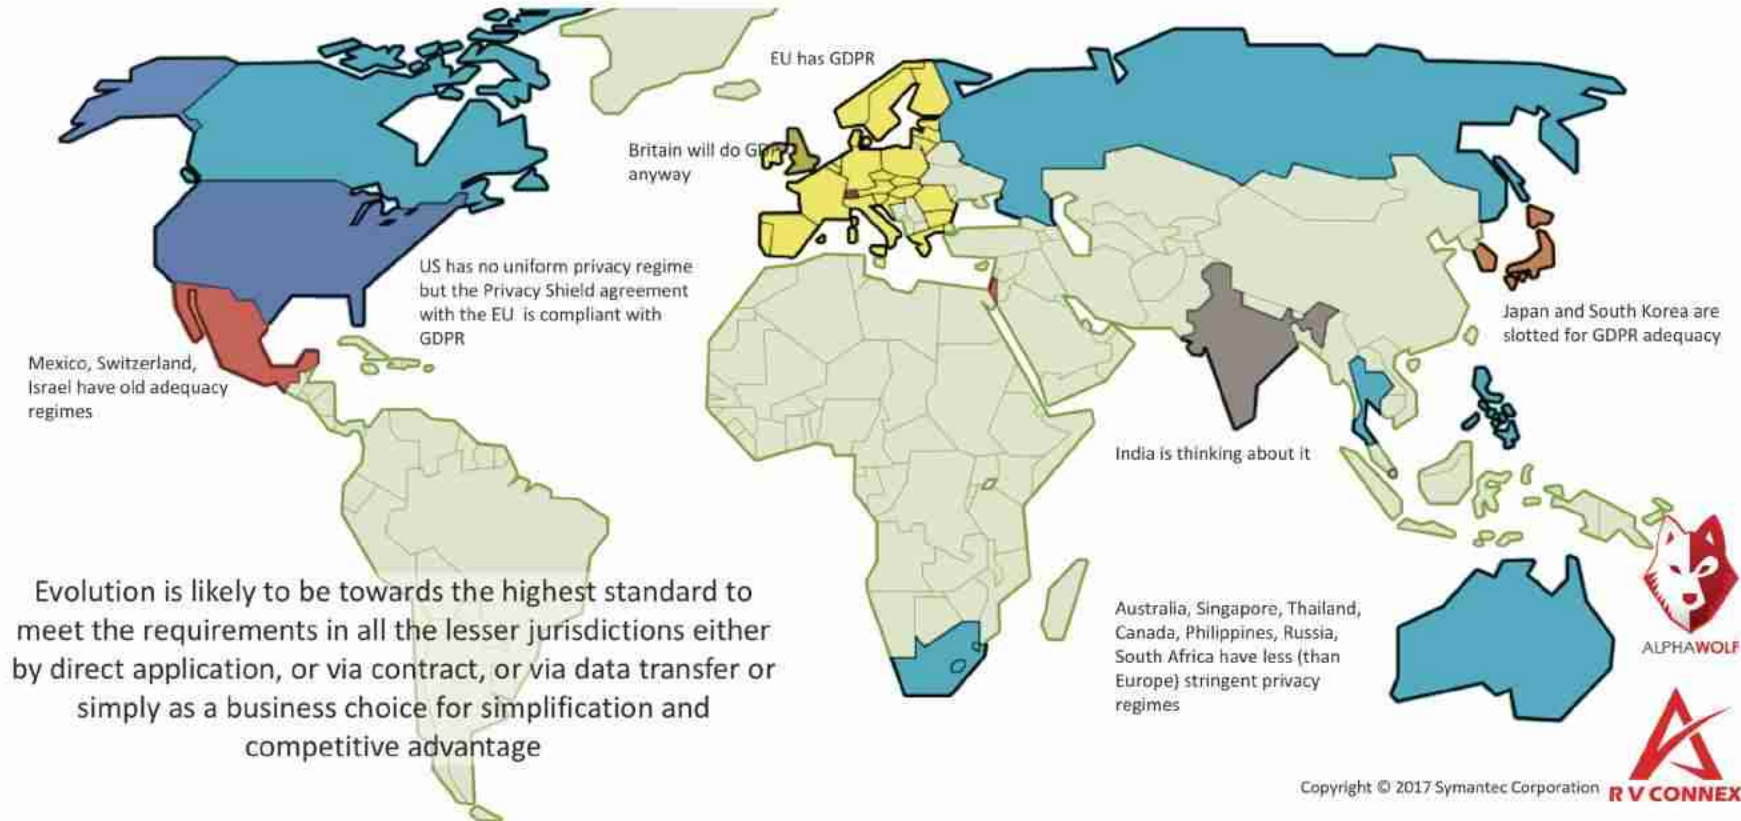 EU has GDPR
Britain will do GDPR
anyway
US has no uniform privacy regime
but the Privacy Shield agreement
with the EU is compliant with
GDPR
Mexico, Switzerland,
Israel have old adequacy
regimes
Japan and South Korea are
slotted for GDPR adequacy
India is thinking about it
Evolution is likely to be towards the highest standard to
meet the requirements in all the lesser jurisdictions either
by direct application, or via contract, or via data transfer or
simply as a business choice for simplification and
competitive advantage
Australia, Singapore, Thailand,
Canada, Philippines, Russia,
South Africa have less (than
Europe) stringent privacy
regimes
ALPHAWOLF
Copyright © 2017 Symantec Corporation
R V CONNEX